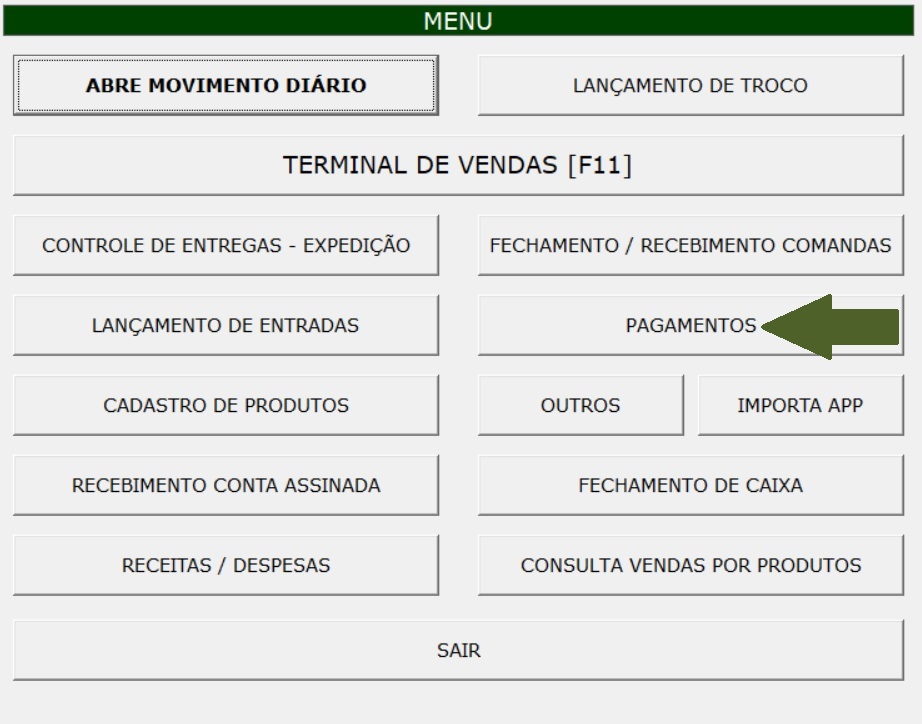 MENU
ABRE MOVIMENTO DIÁRIO
LANÇAMENTO DE TROCO
TERMINAL DE VENDAS [F11]
CONTROLE DE ENTREGAS - EXPEDIÇÃO
FECHAMENTO / RECEBIMENTO COMANDAS
LANÇAMENTO DE ENTRADAS
PAGAMENTOS
CADASTRO DE PRODUTOS
OUTROS
IMPORTA APP
RECEBIMENTO CONTA ASSINADA
FECHAMENTO DE CAIXA
RECEITAS / DESPESAS
CONSULTA VENDAS POR PRODUTOS
SAIR